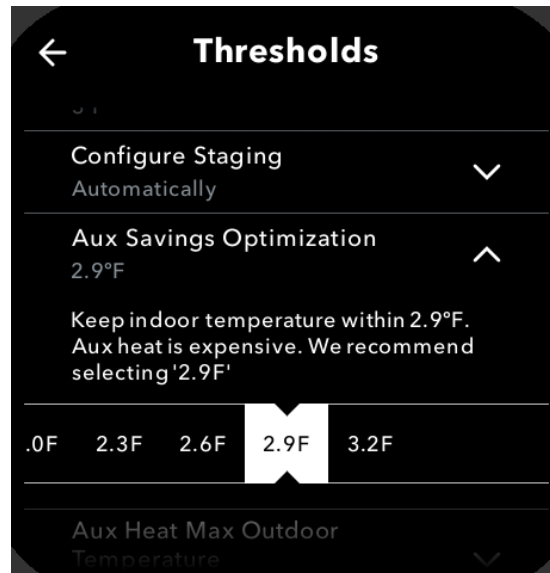 Thresholds
Configure Staging
Automatically
Aux Savings Optimization
2.9°F
Keep indoor temperature within 2.9°F.
Aux heat is expensive. We recommend
selecting '2.9F'
.0F 2.3F 2.6F 2.9F 3.2F
Aux Heat Max Outdoor
Temperature